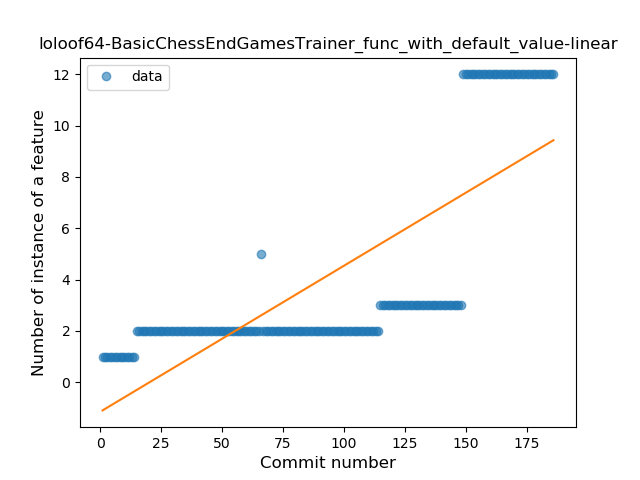 loloof64-BasicChessEndGamesTrainer_func_with_default_value-linear
data
Number of instance of a feature
12
10
8
6
4
2
0
0 25 50 75 100 125 150 175
Commit number